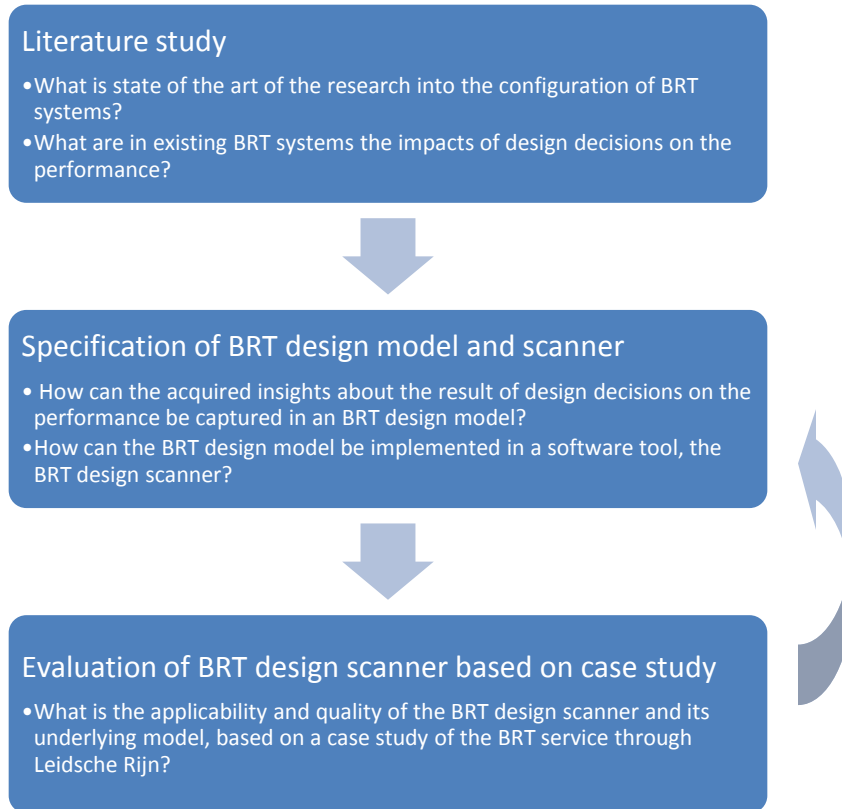 Literature study
•What is state of the art of the research into the configuration of BRT
systems?
•What are in existing BRT systems the impacts of design decisions on the
performance?
Specification of BRT design model and scanner
• How can the acquired insights about the result of design decisions on the
performance be captured in an BRT design model?
•How can the BRT design model be implemented in a software tool, the
BRT design scanner?
Evaluation of BRT design scanner based on case study
•What is the applicability and quality of the BRT design scanner and its
underlying model, based on a case study of the BRT service through
Leidsche Rijn?